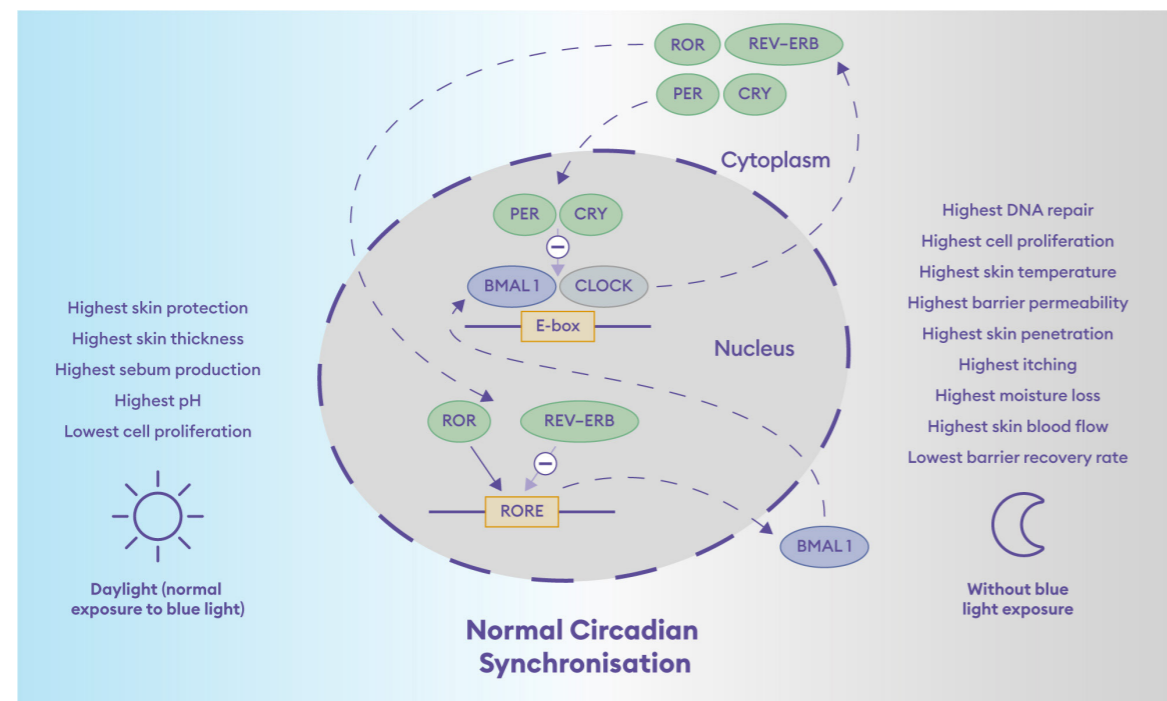 ROR
REV–ERB
PER
CRY
Cytoplasm
PER
CRY
BMAL 1
CLOCK
E-box
Nucleus
ROR
REV–ERB
RORE
BMAL 1
Highest skin protection
Highest skin thickness
Highest sebum production
Highest pH
Lowest cell proliferation
Daylight (normal
exposure to blue light)
Highest DNA repair
Highest cell proliferation
Highest skin temperature
Highest barrier permeability
Highest skin penetration
Highest itching
Highest moisture loss
Highest skin blood flow
Lowest barrier recovery rate
Without blue
light exposure
Normal Circadian
Synchronisation